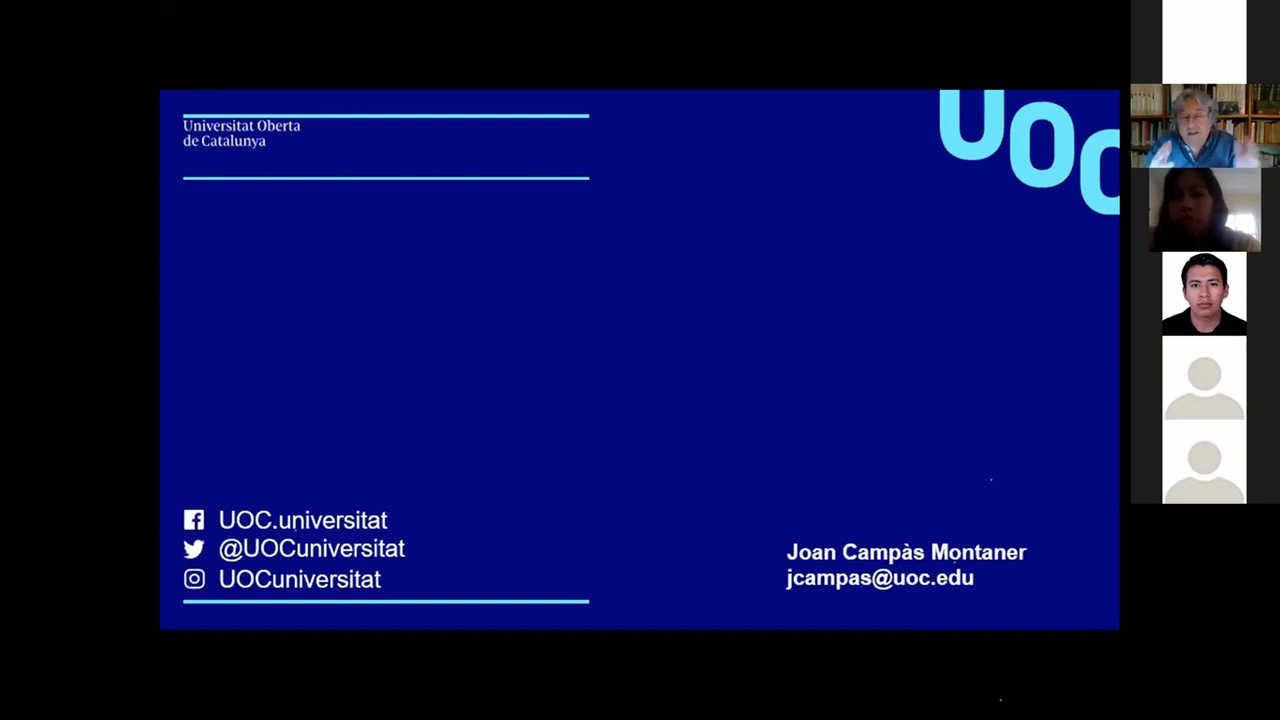 Universitat Oberta
de Catalunya
UOC
UOC.universitat
@UOCuniversitat
UOCuniversitat
Joan Campàs Montaner
jcampas@uoc.edu